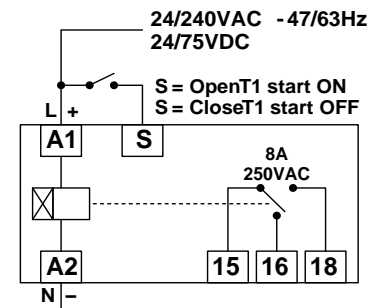 24/240VAC - 47/63Hz
24/75VDC
S = OpenT1 start ON
S = CloseT1 start OFF
L +
A1 S
8A
250VAC
A2 15 16 18
N –